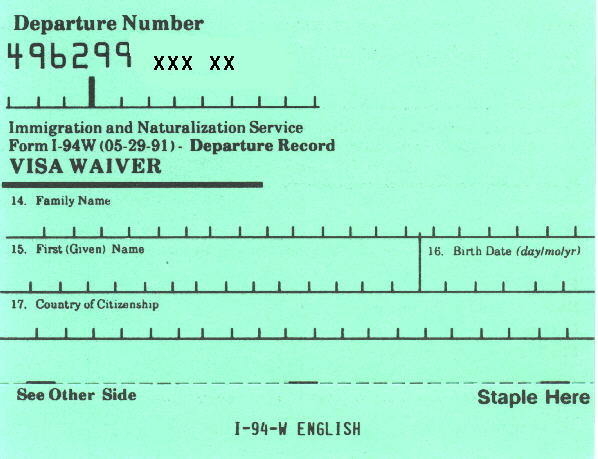 Departure Number
496299 XXX XX
Immigration and Naturalization Service
Form I-94W (05-29-91) - Departure Record
VISA WAIVER
14. Family Name
15. First (Given) Name
16. Birth Date (day/mo/yr)
17. Country of Citizenship
See Other Side
Staple Here
I-94-W ENGLISH